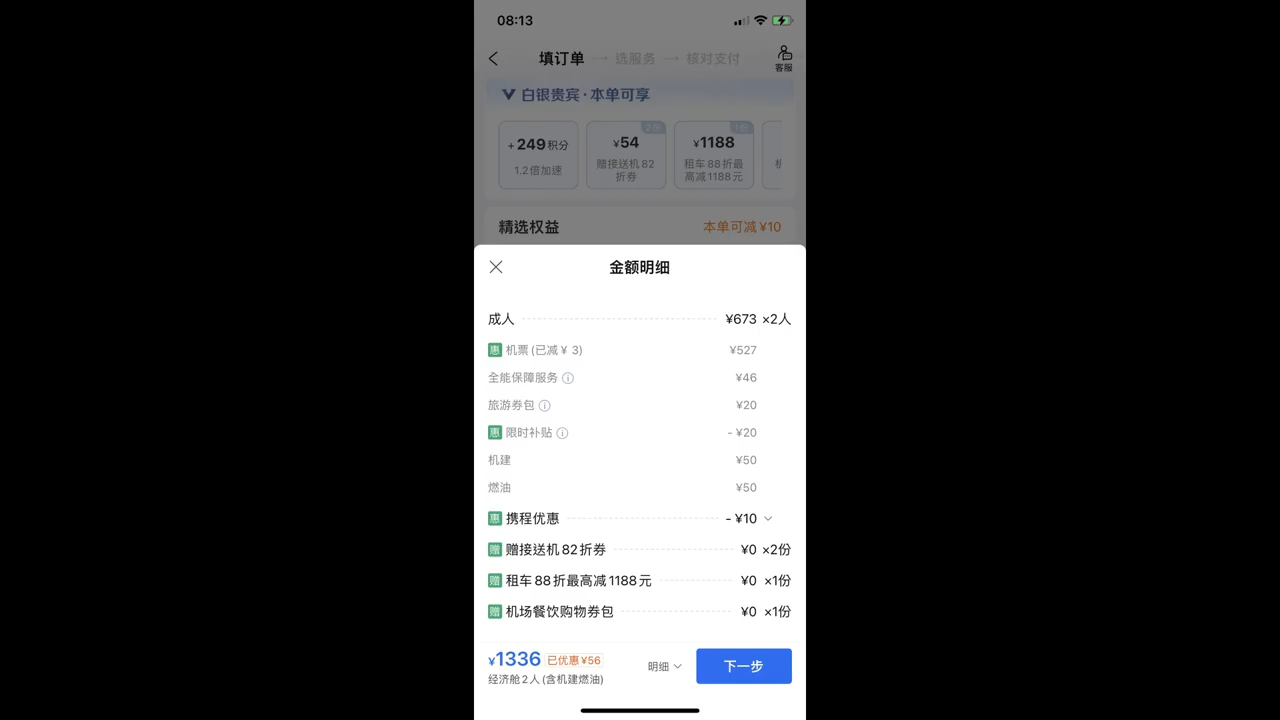 08:13
填订单 → 选服务 → 核对支付
客服
白银贵宾·本单可享
+249积分
1.2倍加速
2份
¥54
赠接送机82
折券
1份
¥1188
租车88折最
高减1188元
精选权益 本单可减¥10
金额明细
成人 ¥673 ×2人
惠 机票(已减¥ 3) ¥527
全能保障服务 ¥46
旅游券包 ¥20
惠 限时补贴 - ¥20
机建 ¥50
燃油 ¥50
惠 携程优惠 - ¥10
赠 赠接送机82折券 ¥0 ×2份
赠 租车88折最高减1188元 ¥0 ×1份
赠 机场餐饮购物券包 ¥0 ×1份
¥1336 已优惠¥56
经济舱2人(含机建燃油)
明细
下一步